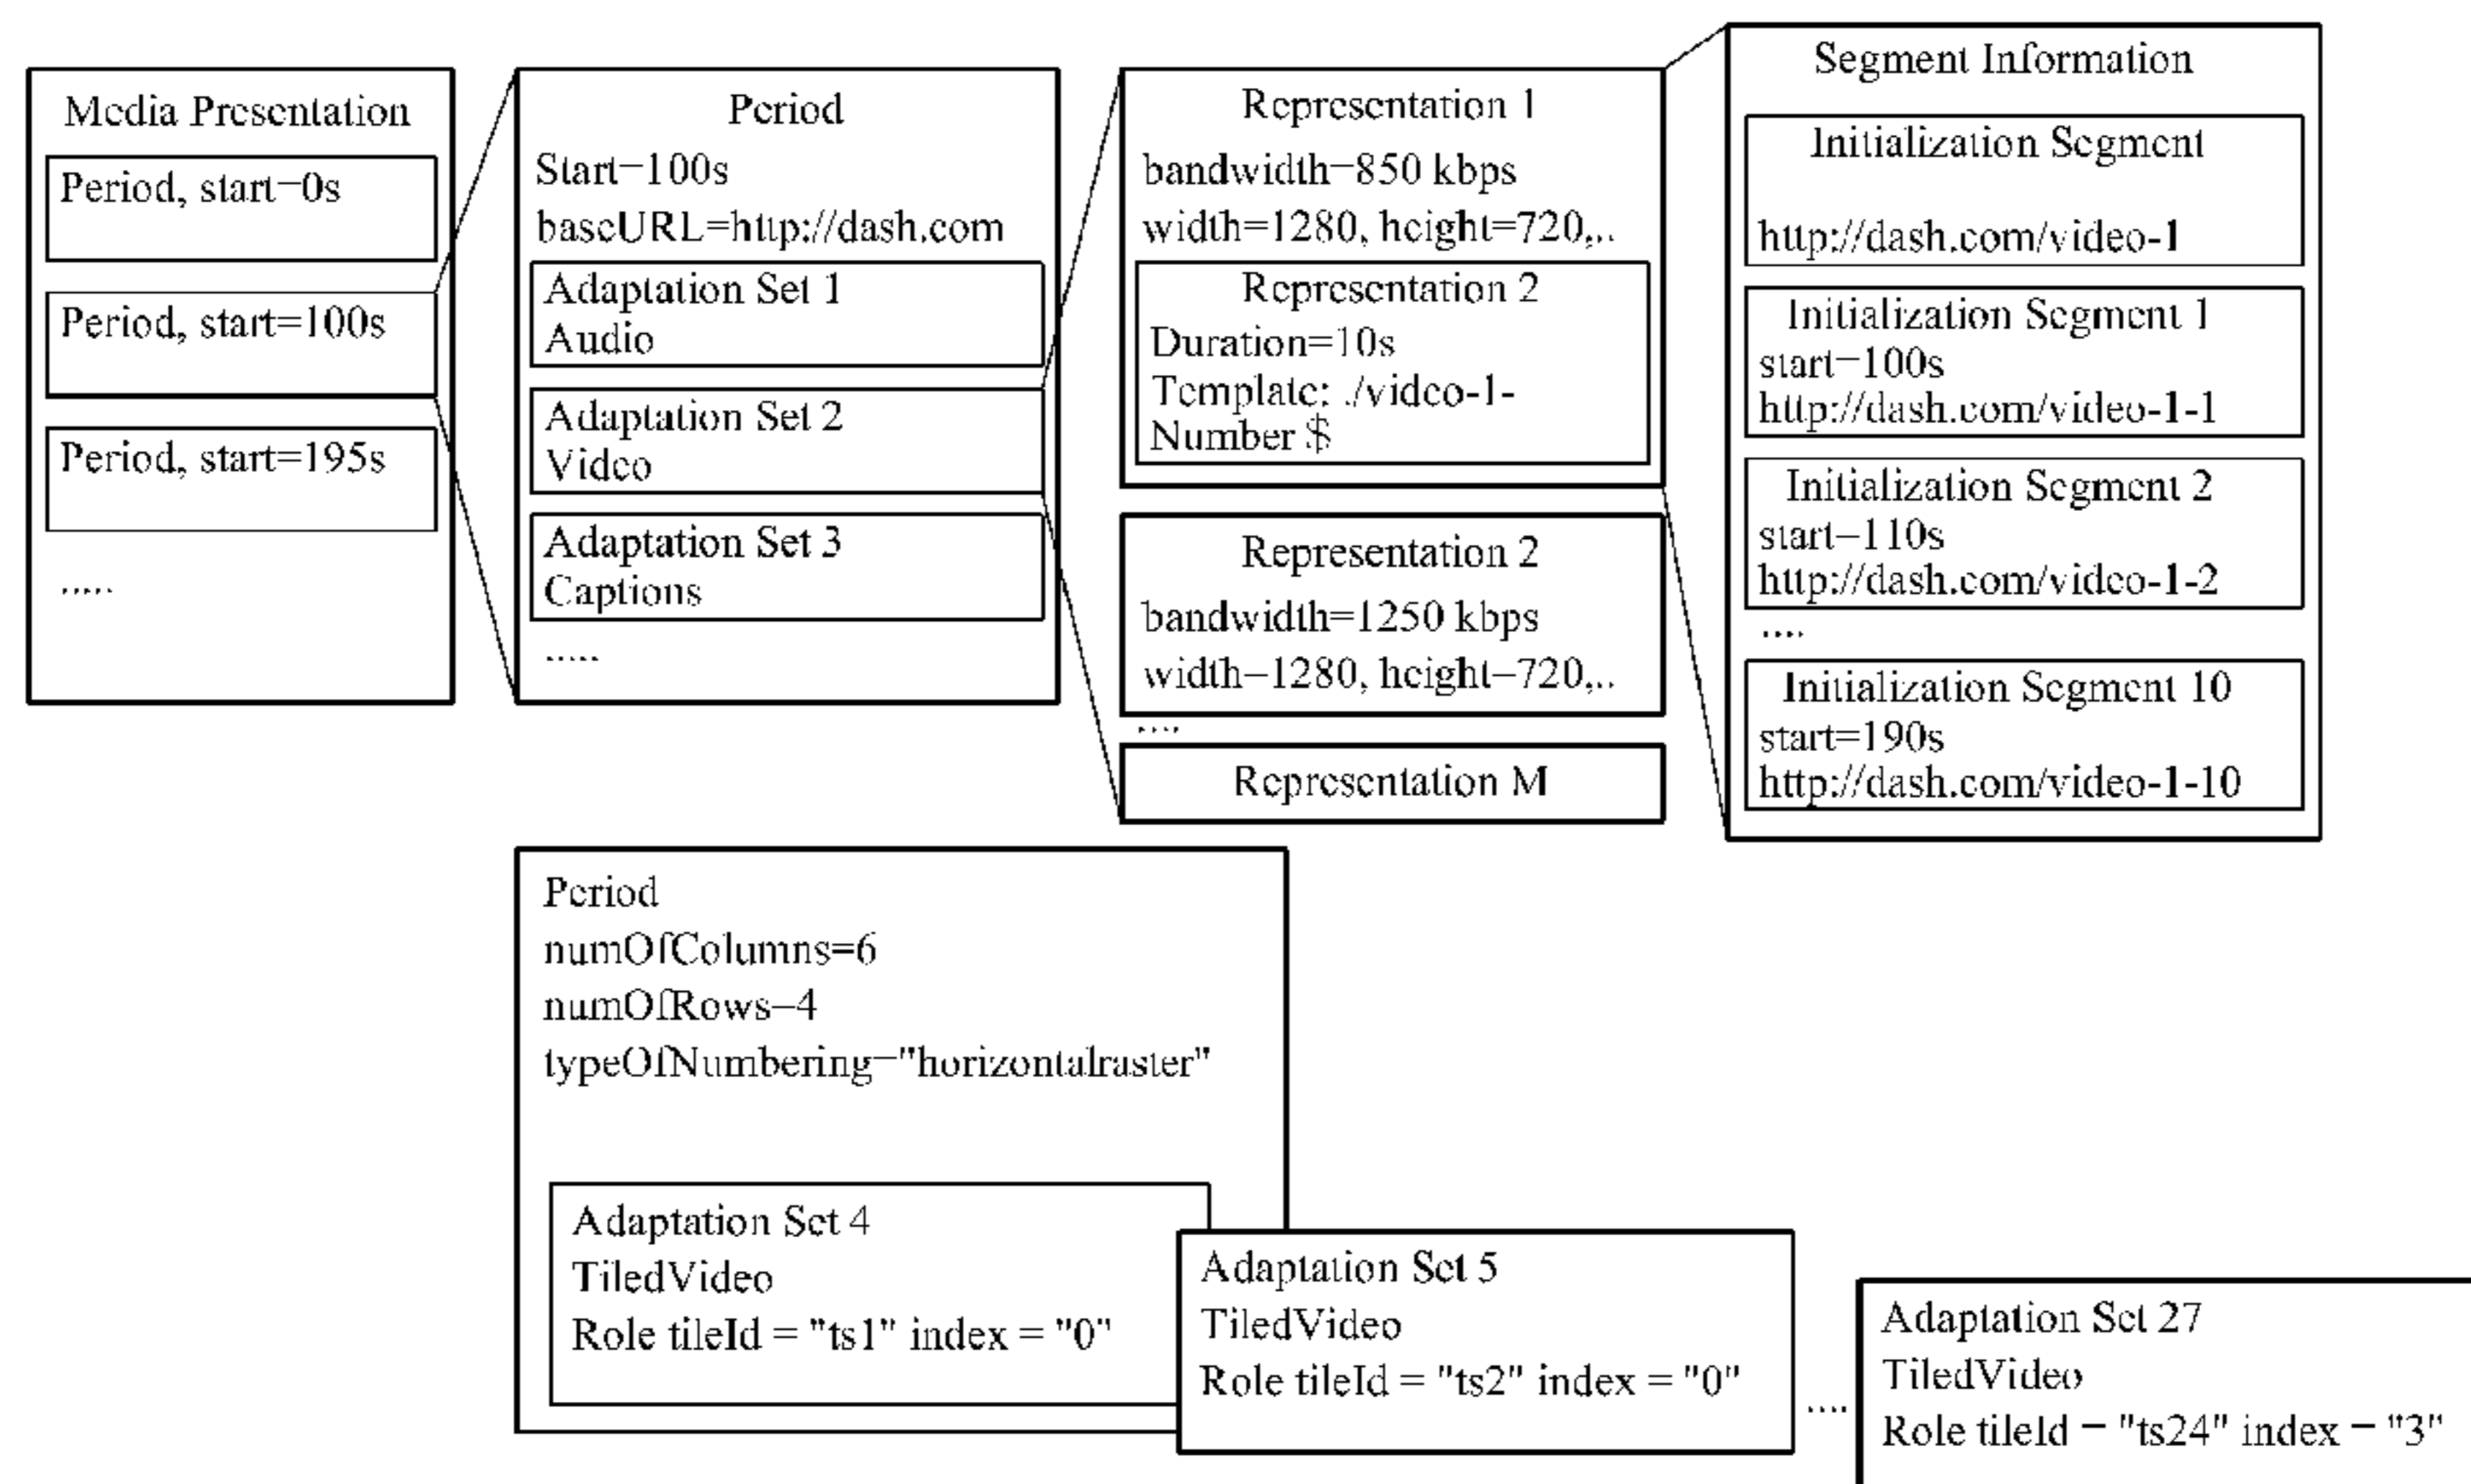 Media Presentation
Period, start=0s
Period, start=100s
Period, start=195s
.....
Period
Start=100s
baseURL=http://dash.com
Adaptation Set 1
Audio
Adaptation Set 2
Video
Adaptation Set 3
Captions
.....
Representation 1
bandwidth=850 kbps
width=1280, height=720,..
Representation 2
Duration=10s
Template: ./video-1-
Number $
Representation 2
bandwidth=1250 kbps
width=1280, height=720,..
....
Representation M
Segment Information
Initialization Segment
http://dash.com/video-1
Initialization Segment 1
start=100s
http://dash.com/video-1-1
Initialization Segment 2
start=110s
http://dash.com/video-1-2
....
Initialization Segment 10
start=190s
http://dash.com/video-1-10
Period
numOfColumns=6
numOfRows=4
typeOfNumbering="horizontalraster"
Adaptation Set 4
TiledVideo
Role tileId = "ts1" index = "0"
Adaptation Set 5
TiledVideo
Role tileId = "ts2" index = "0"
....
Adaptation Set 27
TiledVideo
Role tileId = "ts24" index = "3"